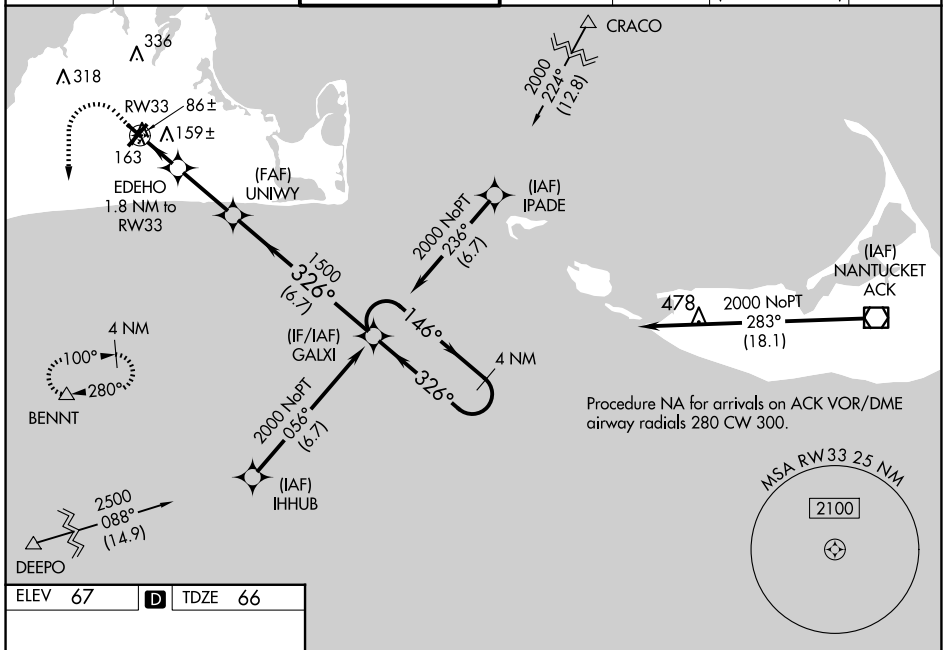 336
318
RW33
86±
159±
163
EDEHO
1.8 NM to
RW33
(FAF)
UNIWY
CRACO
2000
224°
(12.8)
(IAF)
IPADE
2000 NoPT
236°
(6.7)
(IAF)
NANTUCKET
ACK
478
2000 NoPT
283°
(18.1)
1500
326°
(6.7)
(IF/IAF)
GALXI
146°
4 NM
326°
4 NM
100°
280°
BENNT
2000 NoPT
056°
(6.7)
(IAF)
IHHUB
Procedure NA for arrivals on ACK VOR/DME
airway radials 280 CW 300.
MSA RW33 25 NM
2100
2500
088°
(14.9)
DEEPO
ELEV 67 D TDZE 66